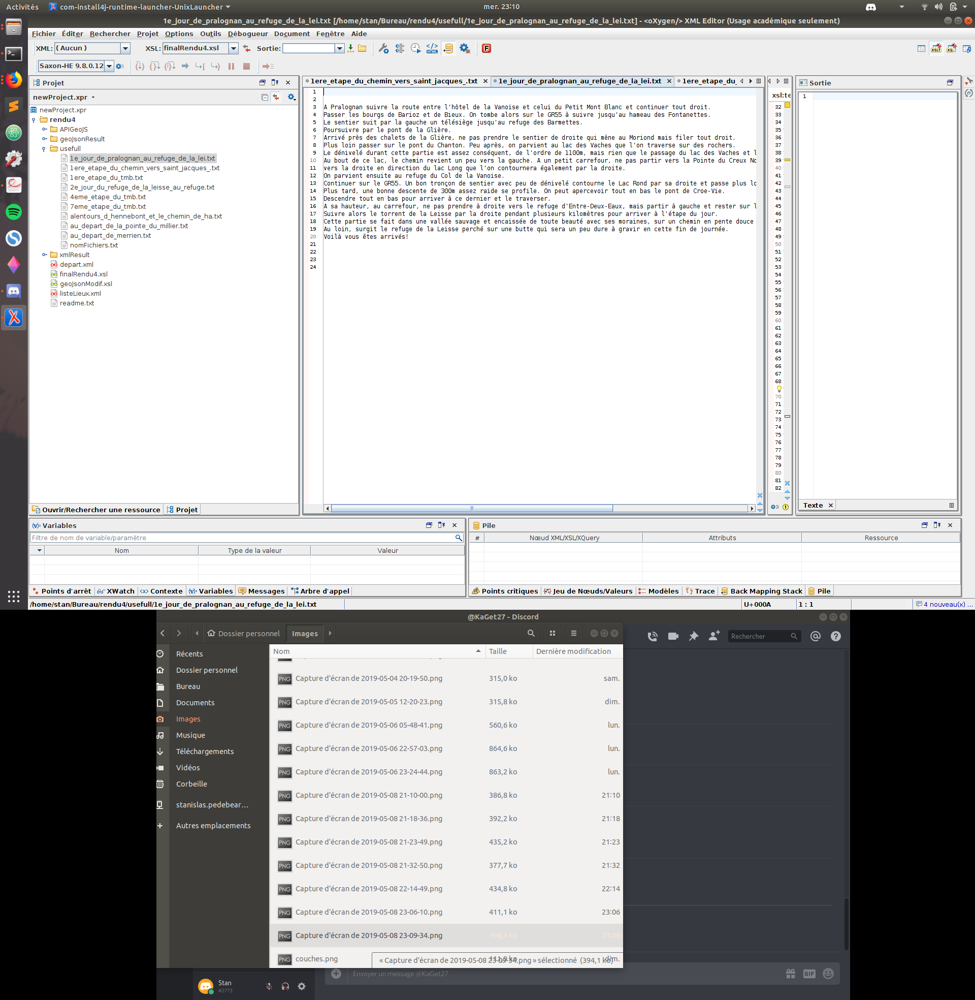 Activités com-install4j-runtime-launcher-UnixLauncher mer. 23:10
1e_jour_de_pralognan_au_refuge_de_la_lei.txt [/home/stan/Bureau/rendu4/usefull/1e_jour_de_pralognan_au_refuge_de_la_lei.txt] - <oXygen/> XML Editor (Usage académique seulement)
Fichier Éditer Rechercher Projet Options Outils Débogueur Document Fenêtre Aide
XML: ( Aucun ) XSL: finalRendu4.xsl Sortie:
Saxon-HE 9.8.0.12
Projet
newProject.xpr
newProject.xpr
rendu4
APIGeoJS
geoJsonResult
usefull
1e_jour_de_pralognan_au_refuge_de_la_lei.txt
1ere_etape_du_chemin_vers_saint_jacques_.txt
1ere_etape_du_tmb.txt
2e_jour_du_refuge_de_la_leisse_au_refuge.txt
4eme_etape_du_tmb.txt
7eme_etape_du_tmb.txt
alentours_d_hennebont_et_le_chemin_de_ha.txt
au_depart_de_la_pointe_du_millier.txt
au_depart_de_merrien.txt
nomFichiers.txt
xmlResult
depart.xml
finalRendu4.xsl
geoJsonModif.xsl
listeLieux.xml
readme.txt
Ouvrir/Rechercher une ressource Projet
1ere_etape_du_chemin_vers_saint_jacques_.txt 1e_jour_de_pralognan_au_refuge_de_la_lei.txt 1ere_etape_du_
1
2
3 A Pralognan suivre la route entre l'hôtel de la Vanoise et celui du Petit Mont Blanc et continuer tout droit.
4 Passer les bourgs de Barioz et de Bieux. On tombe alors sur le GR55 à suivre jusqu'au hameau des Fontanettes.
5 Le sentier suit par la gauche un télésiège jusqu'au refuge des Barmettes.
6 Poursuivre par le pont de la Glière.
7 Arrivé près des chalets de la Glière, ne pas prendre le sentier de droite qui mène au Moriond mais filer tout droit.
8 Plus loin passer sur le pont du Chanton. Peu après, on parvient au lac des Vaches que l'on traverse sur des rochers.
9 Le dénivelé durant cette partie est assez conséquent, de l'ordre de 1100m, mais rien que le passage du lac des Vaches et l
10 Au bout de ce lac, le chemin revient un peu vers la gauche. A un petit carrefour, ne pas partir vers la Pointe du Creux No
11 vers la droite en direction du lac Long que l'on contournera également par la droite.
12 On parvient ensuite au refuge du Col de la Vanoise.
13 Continuer sur le GR55. Un bon tronçon de sentier avec peu de dénivelé contourne le Lac Rond par sa droite et passe plus lo
14 Plus tard, une bonne descente de 300m assez raide se profile. On peut apercevoir tout en bas le pont de Croe-Vie.
15 Descendre tout en bas pour arriver à ce dernier et le traverser.
16 A sa hauteur, au carrefour, ne pas prendre à droite vers le refuge d'Entre-Deux-Eaux, mais partir à gauche et rester sur l
17 Suivre alors le torrent de la Leisse par la droite pendant plusieurs kilomètres pour arriver à l'étape du jour.
18 Cette partie se fait dans une vallée sauvage et encaissée de toute beauté avec ses moraines, sur un chemin en pente douce
19 Au loin, surgit le refuge de la Leisse perché sur une butte qui sera un peu dure à gravir en cette fin de journée.
20 Voilà vous êtes arrivés!
21
22
23
24
xsl:te
32
33
34
35
36
37
38
39
40
41
42
43
44
45
46
47
48
49
50
51
52
53
54
55
56
57
58
59
60
61
62
63
64
65
66
67
68
70
71
72
73
74
75
76
77
78
79
80
81
82
Sortie
1
Texte
Variables
Filtre de nom de variable/paramètre
Nom Type de la valeur Valeur
Points d'arrêt XWatch Contexte Variables Messages Arbre d'appel
Pile
# Nœud XML/XSL/XQuery Attributs Ressource
Points critiques Jeu de Nœuds/Valeurs Modèles Trace Back Mapping Stack Pile
/home/stan/Bureau/rendu4/usefull/1e_jour_de_pralognan_au_refuge_de_la_lei.txt U+000A 1 : 1 4 nouveau(x) ...
@KaGet27 - Discord
Dossier personnel Images
Rechercher
Récents
Dossier personnel
Bureau
Documents
Images
Musique
Téléchargements
Vidéos
Corbeille
stanislas.pedebear...
Autres emplacements
Nom Taille Dernière modification
Capture d'écran de 2019-05-04 20-19-50.png 315,0 ko sam.
Capture d'écran de 2019-05-05 12-20-23.png 315,8 ko dim.
Capture d'écran de 2019-05-06 05-48-41.png 560,6 ko lun.
Capture d'écran de 2019-05-06 22-57-03.png 864,6 ko lun.
Capture d'écran de 2019-05-06 23-24-44.png 863,2 ko lun.
Capture d'écran de 2019-05-08 21-10-00.png 386,8 ko 21:10
Capture d'écran de 2019-05-08 21-18-36.png 392,2 ko 21:18
Capture d'écran de 2019-05-08 21-23-49.png 435,2 ko 21:23
Capture d'écran de 2019-05-08 21-32-50.png 377,7 ko 21:32
Capture d'écran de 2019-05-08 22-14-49.png 434,8 ko 22:14
Capture d'écran de 2019-05-08 23-06-10.png 411,1 ko 23:06
Capture d'écran de 2019-05-08 23-09-34.png 394,1 ko 23:09
couches.png 111,9 ko dim.
« Capture d'écran de 2019-05-08 23-09-34.png » sélectionné (394,1 ko)
Envoyer un message @KaGet27
GIF
Stan
#2773